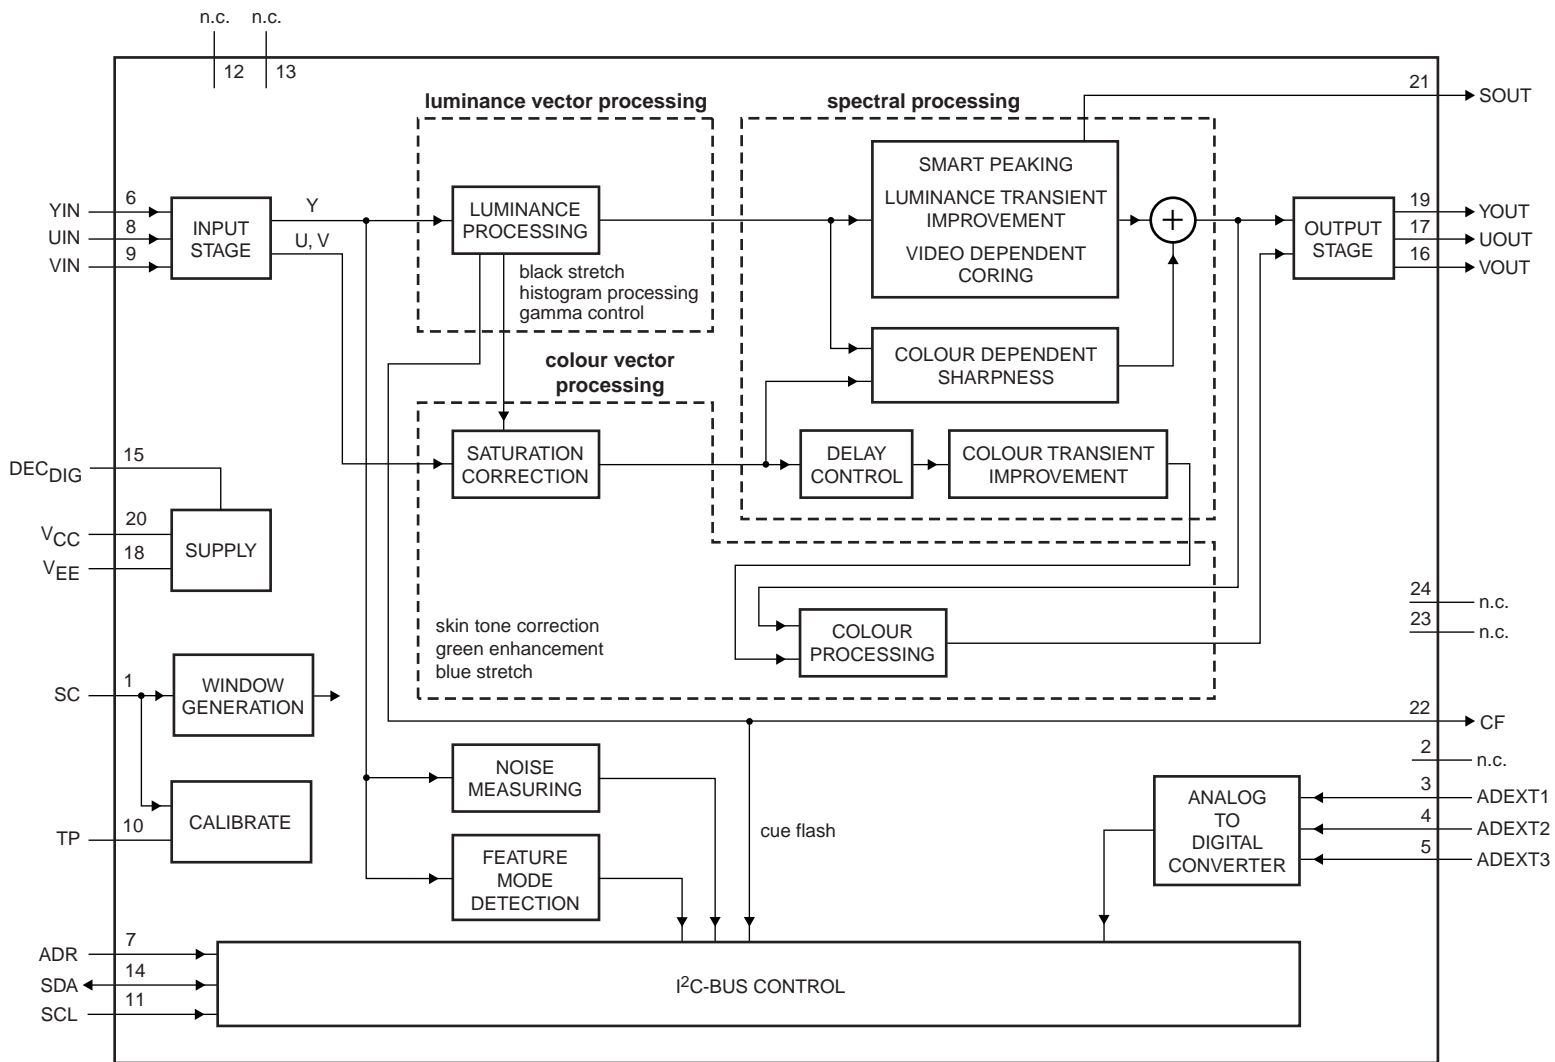 n.c. n.c.
12 13
luminance vector processing
spectral processing
21 SOUT
SMART PEAKING
LUMINANCE TRANSIENT
IMPROVEMENT
VIDEO DEPENDENT
CORING
YIN 6
UIN 8
VIN 9
INPUT
STAGE
Y
U, V
LUMINANCE
PROCESSING
+
OUTPUT
STAGE
19 YOUT
17 UOUT
16 VOUT
black stretch
histogram processing
gamma control
COLOUR DEPENDENT
SHARPNESS
colour vector
processing
SATURATION
CORRECTION
DELAY
CONTROL
COLOUR TRANSIENT
IMPROVEMENT
DECDIG 15
VCC 20
VEE 18
SUPPLY
24 n.c.
23 n.c.
skin tone correction
green enhancement
blue stretch
COLOUR
PROCESSING
SC 1
WINDOW
GENERATION
22 CF
2 n.c.
NOISE
MEASURING
CALIBRATE
TP 10
cue flash
ANALOG
TO
DIGITAL
CONVERTER
3 ADEXT1
4 ADEXT2
5 ADEXT3
FEATURE
MODE
DETECTION
ADR 7
SDA 14
SCL 11
I²C-BUS CONTROL